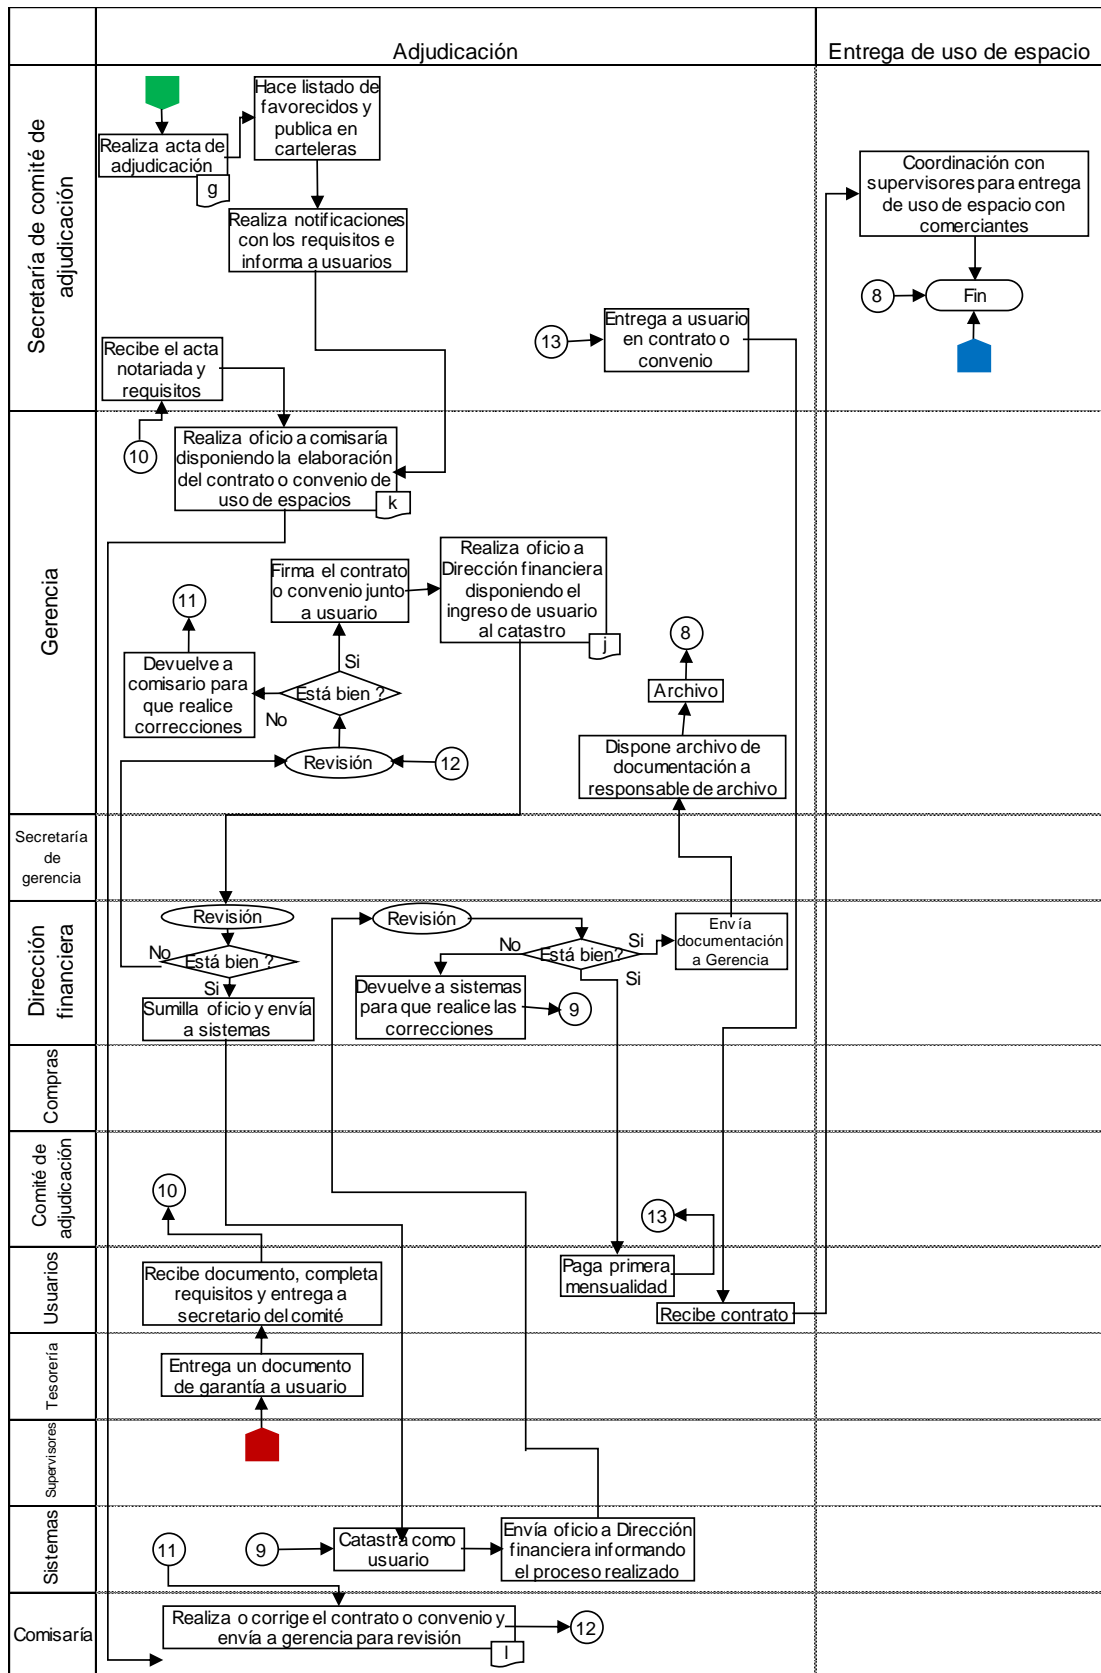 Adjudicación
Entrega de uso de espacio
Secretaría de comité de
adjudicación
Realiza acta de
adjudicación
g
Hace listado de
favorecidos y
publica en
carteleras
Realiza notificaciones
con los requisitos e
informa a usuarios
Recibe el acta
notariada y
requisitos
13
Entrega a usuario
en contrato o
convenio
Coordinación con
supervisores para entrega
de uso de espacio con
comerciantes
8
Fin
Gerencia
10
Realiza oficio a comisaría
disponiendo la elaboración
del contrato o convenio de
uso de espacios
k
Firma el contrato
o convenio junto
a usuario
Realiza oficio a
Dirección financiera
disponiendo el
ingreso de usuario
al catastro
j
11
Devuelve a
comisario para
que realice
correcciones
Si
Está bien ?
No
Revisión
12
8
Archivo
Dispone archivo de
documentación a
responsable de archivo
Secretaría
de
gerencia
Dirección
financiera
Revisión
No
Está bien ?
Si
Sumilla oficio y envía
a sistemas
Revisión
No
Está bien?
Si
Si
Envía
documentación
a Gerencia
Devuelve a sistemas
para que realice las
correcciones
9
Compras
Comité de
adjudicación
10
13
Usuarios
Recibe documento, completa
requisitos y entrega a
secretario del comité
Paga primera
mensualidad
Recibe contrato
Tesorería
Entrega un documento
de garantía a usuario
Supervisores
Sistemas
11
9
Catastra como
usuario
Envía oficio a Dirección
financiera informando
el proceso realizado
Comisaría
Realiza o corrige el contrato o convenio y
envía a gerencia para revisión
l
12